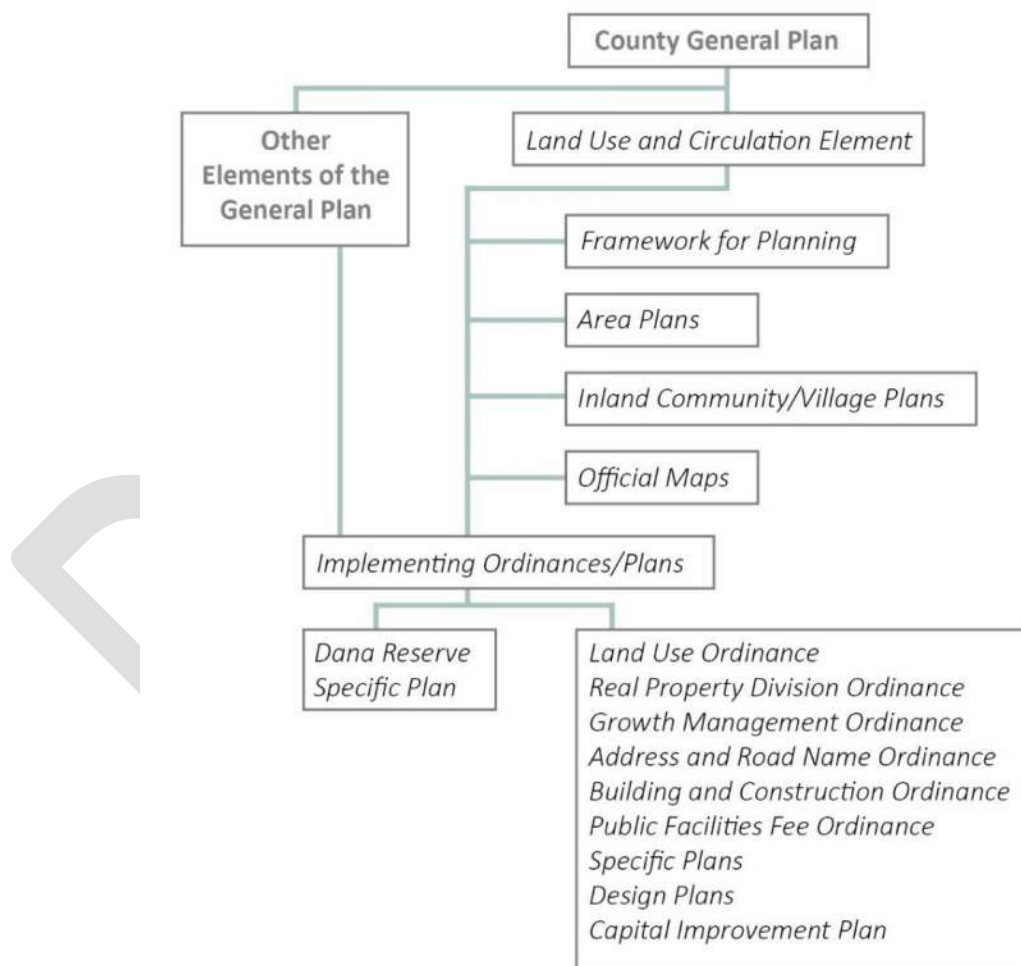 County General Plan
Other
Elements of the
General Plan
Land Use and Circulation Element
Framework for Planning
Area Plans
Inland Community/Village Plans
Official Maps
Implementing Ordinances/Plans
Dana Reserve
Specific Plan
Land Use Ordinance
Real Property Division Ordinance
Growth Management Ordinance
Address and Road Name Ordinance
Building and Construction Ordinance
Public Facilities Fee Ordinance
Specific Plans
Design Plans
Capital Improvement Plan